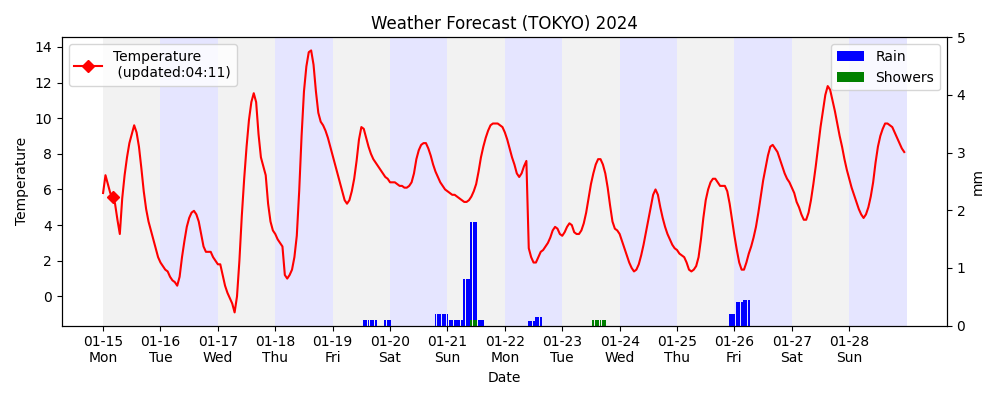 Weather Forecast (TOKYO) 2024
Temperature
(updated:04:11)
Rain
Showers
14
12
10
8
6
4
2
0
Temperature
5
4
3
2
1
0
mm
01-15 01-16 01-17 01-18 01-19 01-20 01-21 01-22 01-23 01-24 01-25 01-26 01-27 01-28
Mon Tue Wed Thu Fri Sat Sun Mon Tue Wed Thu Fri Sat Sun
Date